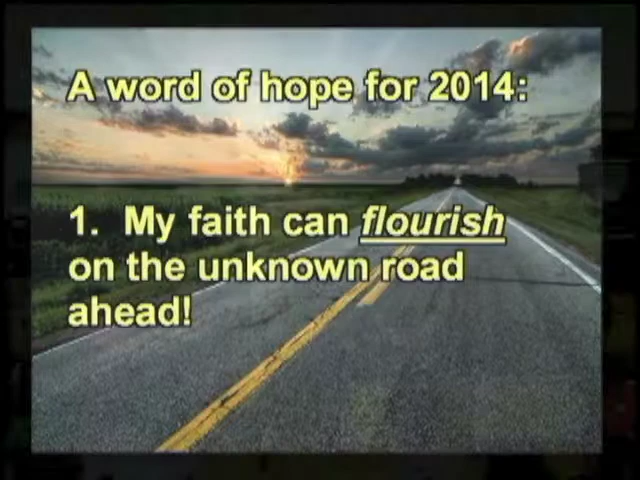 A word of hope for 2014:
1. My faith can flourish
on the unknown road
ahead!